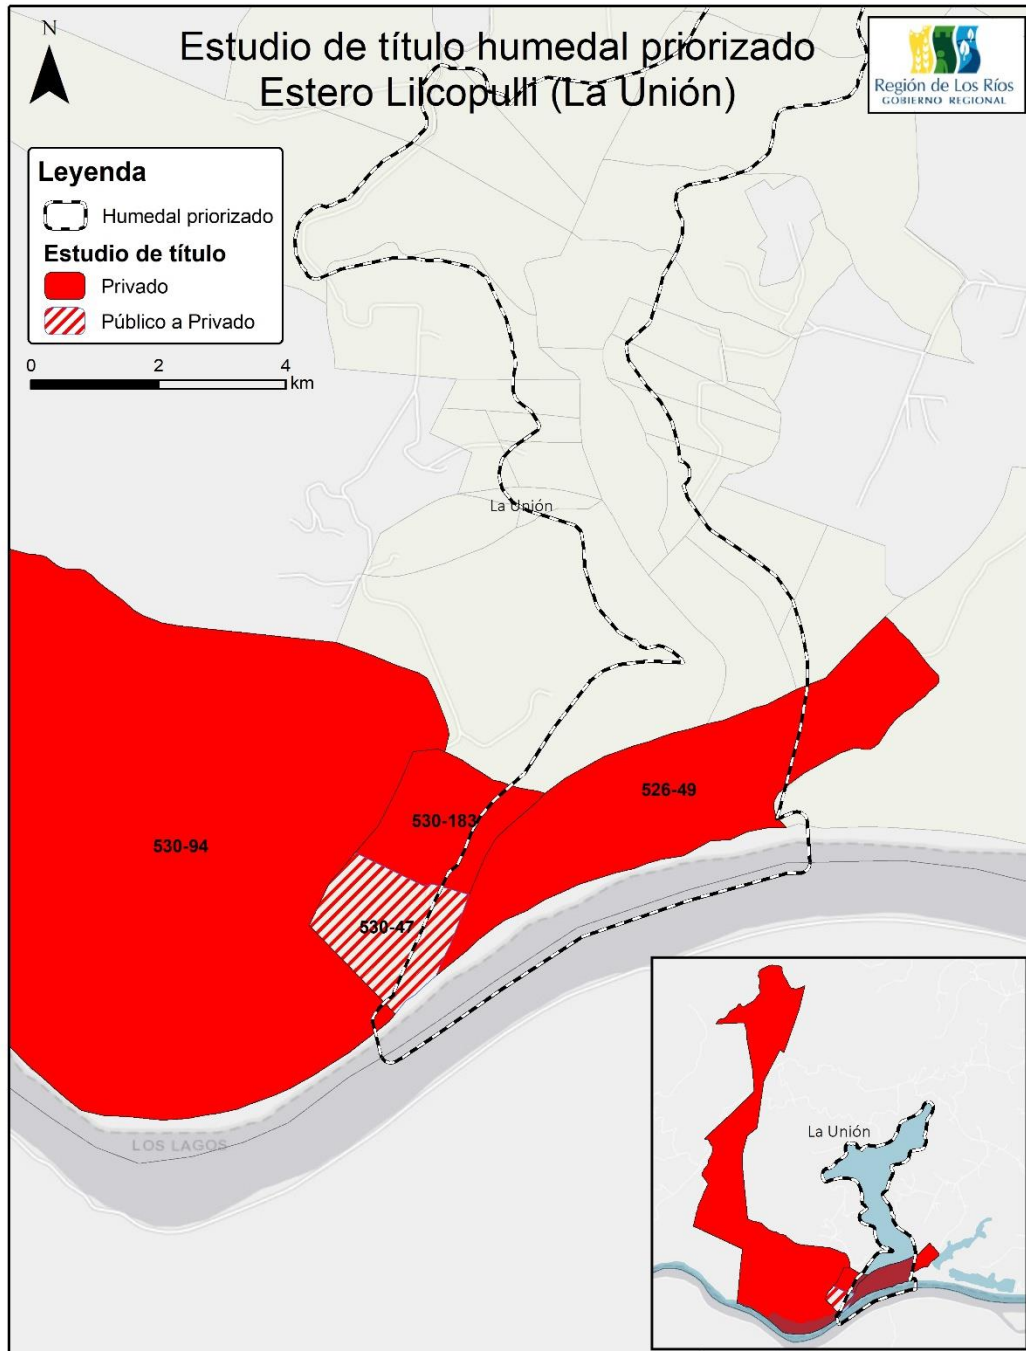 Estudio de título humedal priorizado
Estero Lilcopulli (La Unión)
N
Región de Los Ríos
GOBIERNO REGIONAL
Leyenda
Humedal priorizado
Estudio de título
Privado
Público a Privado
0 2 4
km
La Unión
526-49
530-183
530-94
530-47
LOS LAGOS
La Unión